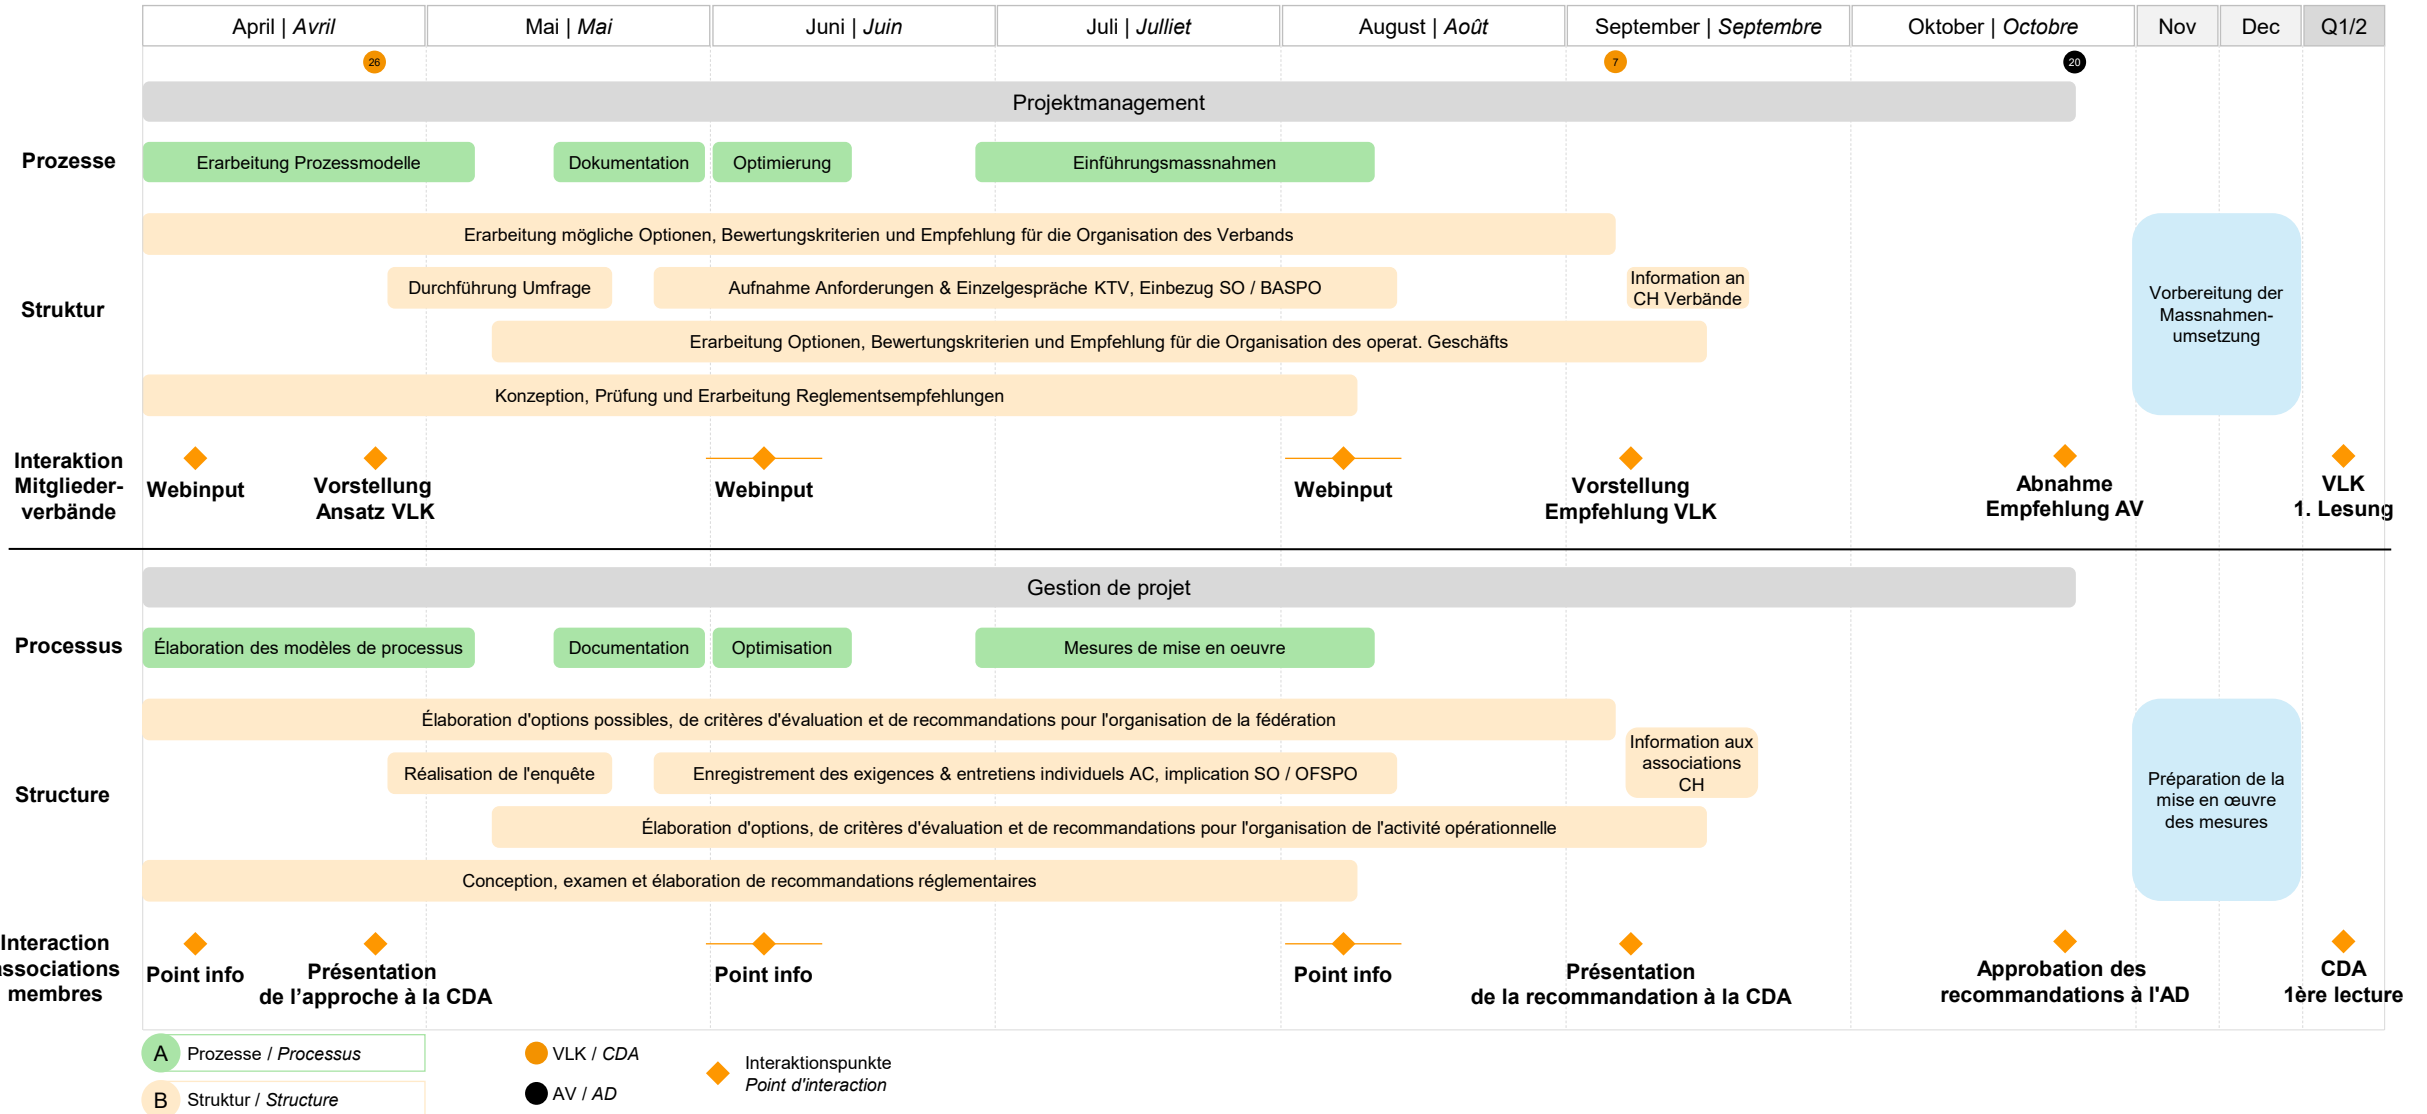 April | Avril
Mai | Mai
Juni | Juin
Juli | Julliet
August | Août
September | Septembre
Oktober | Octobre
Nov
Dec
Q1/2
26
7
20
Projektmanagement
Prozesse
Erarbeitung Prozessmodelle
Dokumentation
Optimierung
Einführungsmassnahmen
Struktur
Erarbeitung mögliche Optionen, Bewertungskriterien und Empfehlung für die Organisation des Verbands
Durchführung Umfrage
Aufnahme Anforderungen & Einzelgespräche KTV, Einbezug SO / BASPO
Information an
CH Verbände
Erarbeitung Optionen, Bewertungskriterien und Empfehlung für die Organisation des operat. Geschäfts
Konzeption, Prüfung und Erarbeitung Reglementsempfehlungen
Vorbereitung der
Massnahmen-
umsetzung
Interaktion
Mitglieder-
verbände
Webinput
Vorstellung
Ansatz VLK
Webinput
Webinput
Vorstellung
Empfehlung VLK
Abnahme
Empfehlung AV
VLK
1. Lesung
Gestion de projet
Processus
Élaboration des modèles de processus
Documentation
Optimisation
Mesures de mise en oeuvre
Structure
Élaboration d'options possibles, de critères d'évaluation et de recommandations pour l'organisation de la fédération
Réalisation de l'enquête
Enregistrement des exigences & entretiens individuels AC, implication SO / OFSPO
Information aux
associations
CH
Élaboration d'options, de critères d'évaluation et de recommandations pour l'organisation de l'activité opérationnelle
Conception, examen et élaboration de recommandations réglementaires
Préparation de la
mise en œuvre
des mesures
Interaction
associations
membres
Point info
Présentation
de l’approche à la CDA
Point info
Point info
Présentation
de la recommandation à la CDA
Approbation des
recommandations à l'AD
CDA
1ère lecture
A Prozesse / Processus
B Struktur / Structure
VLK / CDA
AV / AD
Interaktionspunkte
Point d'interaction